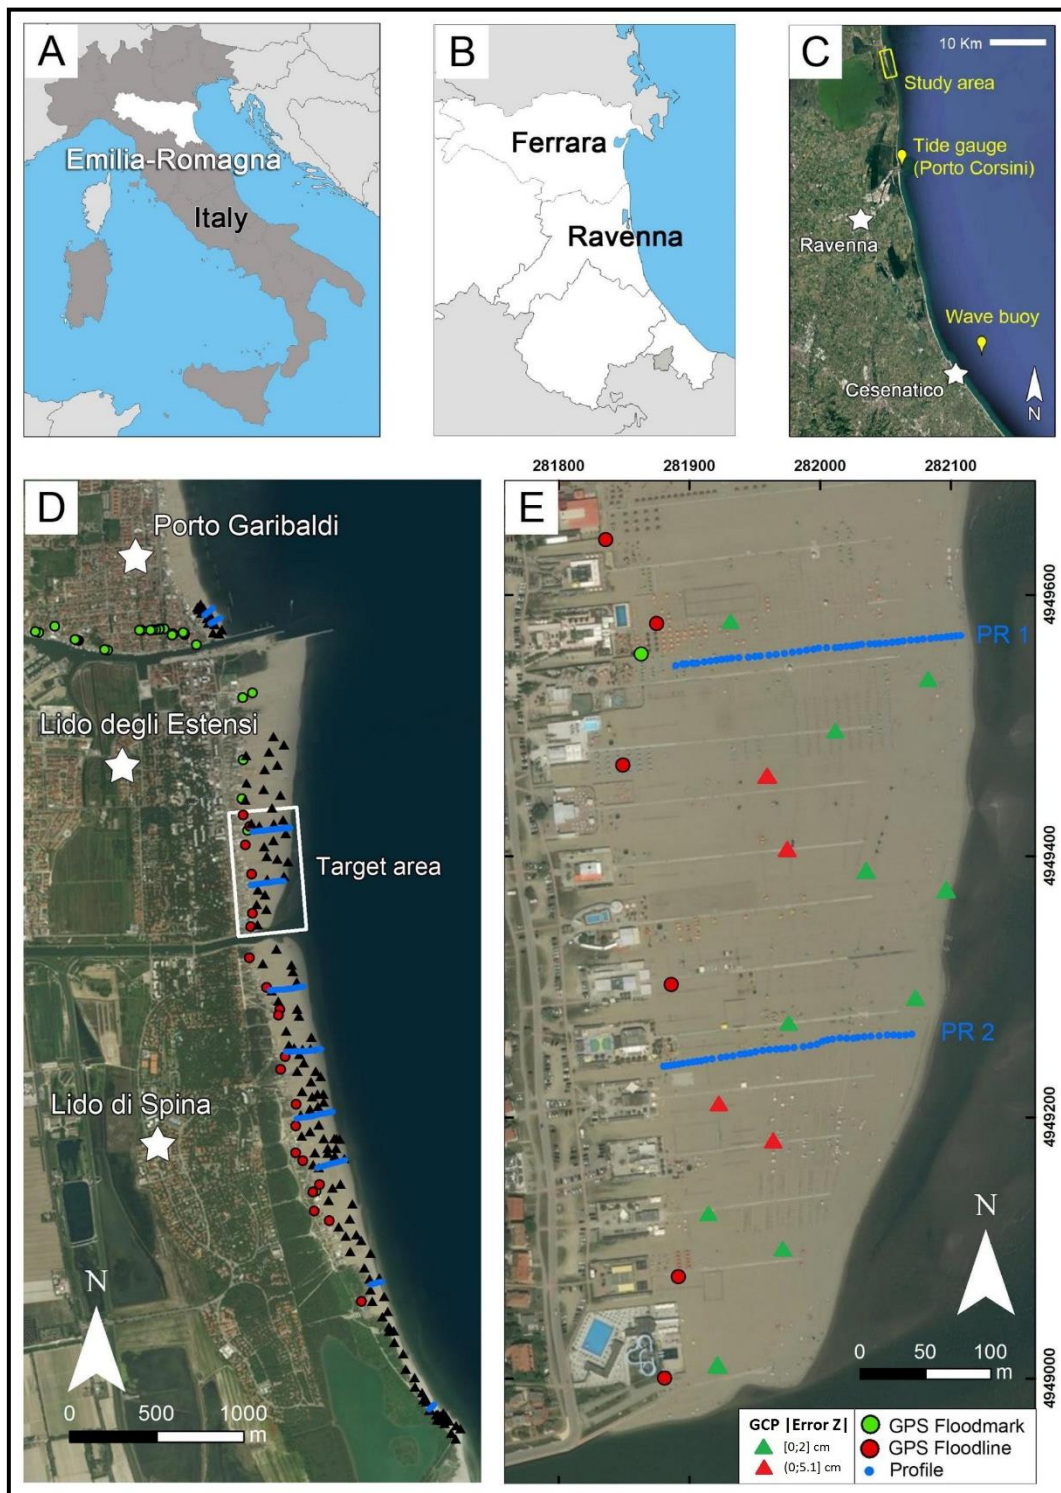 A
Emilia-Romagna
Italy
B
Ferrara
Ravenna
C
10 Km
Study area
Tide gauge
(Porto Corsini)
Ravenna
Wave buoy
Cesenatico
N
D
Porto Garibaldi
Lido degli Estensi
Target area
Lido di Spina
N
0 500 1000
m
E
281800 281900 282000 282100
4949600
4949400
4949200
4949000
PR 1
PR 2
N
0 50 100
m
GCP |Error Z|
[0;2] cm
(0;5.1] cm
GPS Floodmark
GPS Floodline
Profile